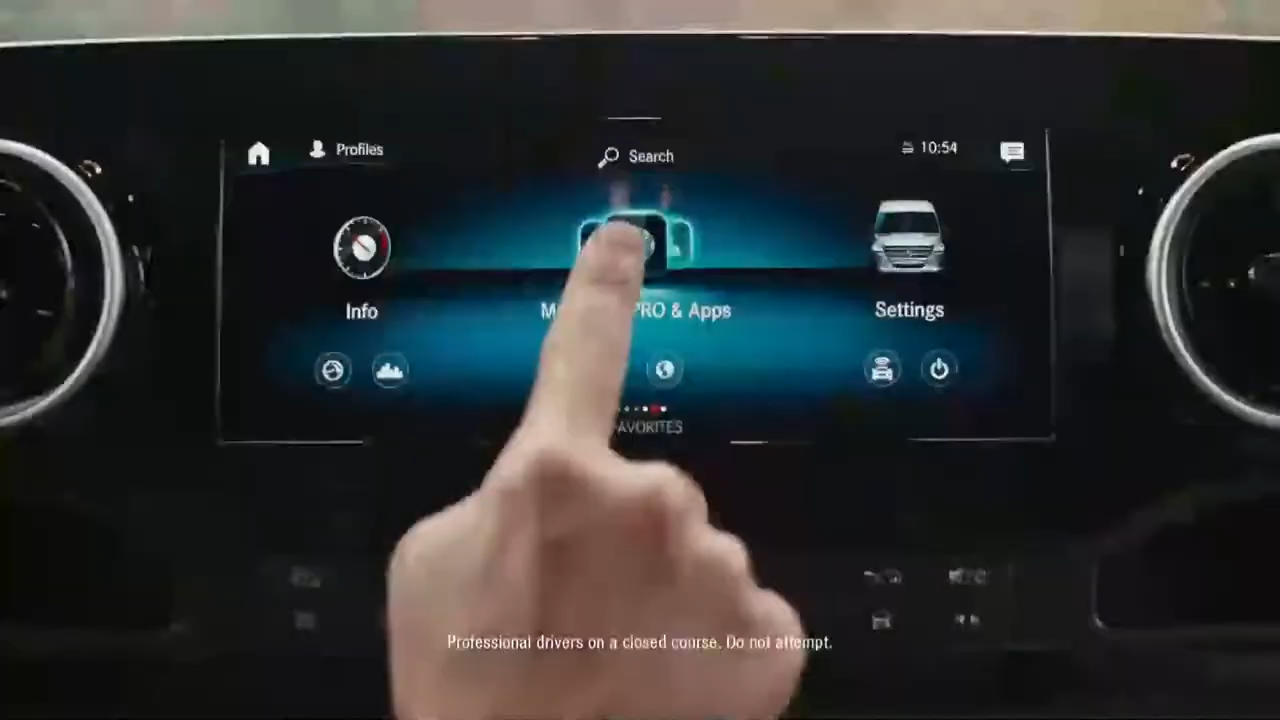 Profiles
Search
10:54
Info
PRO & Apps
Settings
AVORITES
Professional drivers on a closed course. Do not attempt.